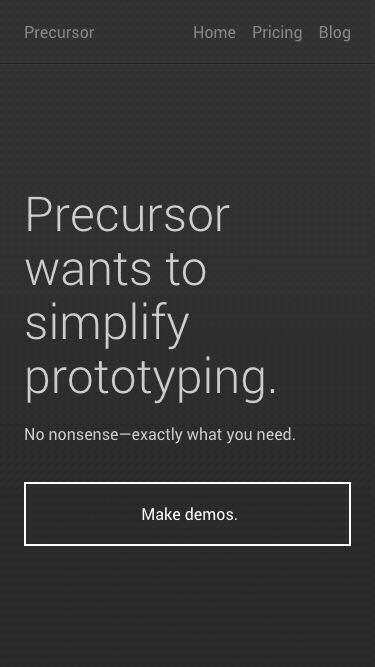 Precursor Home Pricing Blog
Precursor
wants to
simplify
prototyping.
No nonsense—exactly what you need.
Make demos.